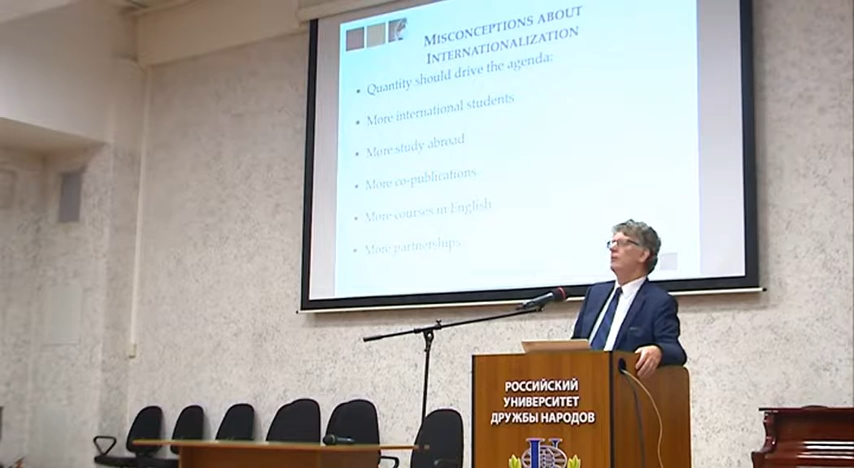 MISCONCEPTIONS ABOUT
INTERNATIONALIZATION
• Quantity should drive the agenda:
• More international students
• More study abroad
• More co-publications
• More courses in English
• More partnerships
РОССИЙСКИЙ
УНИВЕРСИТЕТ
ДРУЖБЫ НАРОДОВ